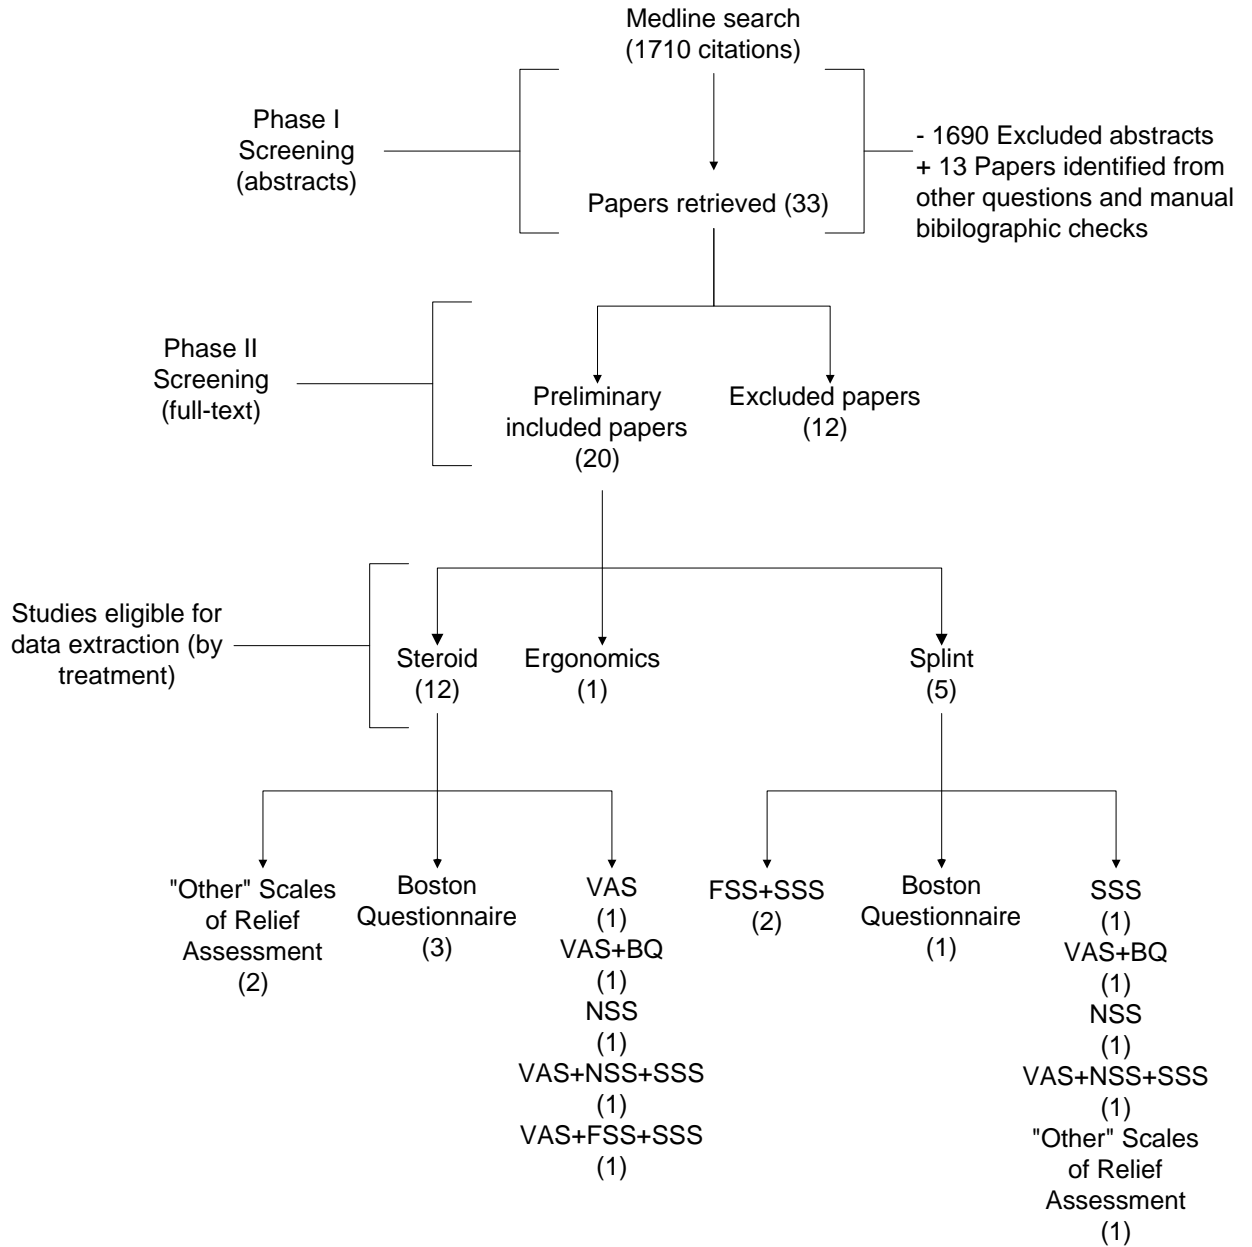 Medline search
(1710 citations)
Phase I
Screening
(abstracts)
- 1690 Excluded abstracts
+ 13 Papers identified from
other questions and manual
bibilographic checks
Papers retrieved (33)
Phase II
Screening
(full-text)
Preliminary
included papers
(20)
Excluded papers
(12)
Studies eligible for
data extraction (by
treatment)
Steroid
(12)
Ergonomics
(1)
Splint
(5)
"Other" Scales
of Relief
Assessment
(2)
Boston
Questionnaire
(3)
VAS
(1)
VAS+BQ
(1)
NSS
(1)
VAS+NSS+SSS
(1)
VAS+FSS+SSS
(1)
FSS+SSS
(2)
Boston
Questionnaire
(1)
SSS
(1)
VAS+BQ
(1)
NSS
(1)
VAS+NSS+SSS
(1)
"Other" Scales
of Relief
Assessment
(1)